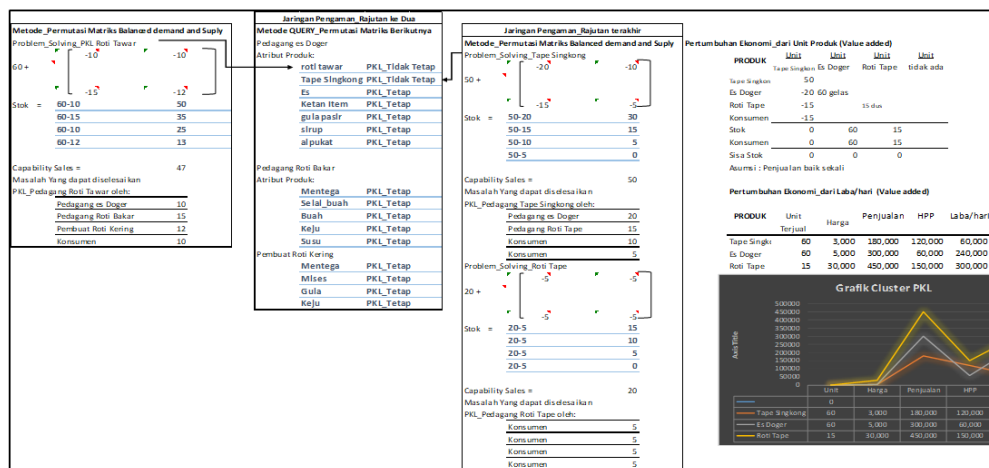 Metode_Permutasi Matriks Balanced demand and Suply
Problem_Solving_PKL Roti Tawar
-10
60 +
-15 -12
Stok = 60-10 50
60-15 35
60-10 25
60-12 13
Capability Sales = 47
Masalah Yang dapat diselesaikan
PKL_Pedagang Roti Tawar oleh:
Pedagang es Doger 10
Pedagang Roti Bakar 15
Pembuat Roti Kering 12
Konsumen 10
Jaringan Pengaman_Rajutan ke Dua
Metode QUERY_Permutasi Matriks Berikutnya
Pedagang es Doger
Atribut Produk:
roti tawar PKL_Tidak Tetap
Tape Singkong PKL_Tidak Tetap
Es PKL_Tetap
Ketan Item PKL_Tetap
gula pasir PKL_Tetap
sirup PKL_Tetap
alpukat PKL_Tetap
Pedagang Roti Bakar
Atribut Produk:
Mentega PKL_Tetap
Selai_buah PKL_Tetap
Buah PKL_Tetap
Keju PKL_Tetap
Susu PKL_Tetap
Pembuat Roti Kering
Mentega PKL_Tetap
Mises PKL_Tetap
Gula PKL_Tetap
Keju PKL_Tetap
Jaringan Pengaman_Rajutan terakhir
Metode_Permutasi Matriks Balanced demand and Suply
Problem_Solving_Tape Singkong
-20 -10
50 +
-15 -5
Stok = 50-20 30
50-15 15
50-10 5
50-5 0
Capability Sales = 50
Masalah Yang dapat diselesaikan
PKL_Pedagang Tape Singkong oleh:
Pedagang es Doger 20
Pedagang Roti Tape 15
Konsumen 10
Konsumen 5
Problem_Solving_Roti Tape
-5 -5
20 +
-5 -5
Stok = 20-5 15
20-5 10
20-5 5
20-5 0
Capability Sales = 20
Masalah Yang dapat diselesaikan
PKL_Pedagang Roti Tape oleh:
Konsumen 5
Konsumen 5
Konsumen 5
Konsumen 5
Pertumbuhan Ekonomi_dari Unit Produk (Value added)
PRODUK Unit Unit Unit Unit
Tape Singkon Es Doger Roti Tape tidak ada
Tape Singkon 50
Es Doger -20 60 gelas
Roti Tape -15 15 dus
Konsumen -15
Stok 0 60 15
Konsumen 0 60 15
Sisa Stok 0 0 0
Asumsi : Penjualan baik sekali
Pertumbuhan Ekonomi_dari Laba/hari (Value added)
PRODUK Unit Terjual Harga Penjualan HPP Laba/hari
Tape Singk 60 3,000 180,000 120,000 60,000
Es Doger 60 5,000 300,000 60,000 240,000
Roti Tape 15 30,000 450,000 150,000 300,000
Grafik Cluster PKL
Axis Title
500000
450000
400000
350000
300000
250000
200000
150000
100000
50000
0
Unit Harga Penjualan HPP
0
Tape Singkong 60 3,000 180,000 120,000
Es Doger 60 5,000 300,000 60,000
Roti Tape 15 30,000 450,000 150,000